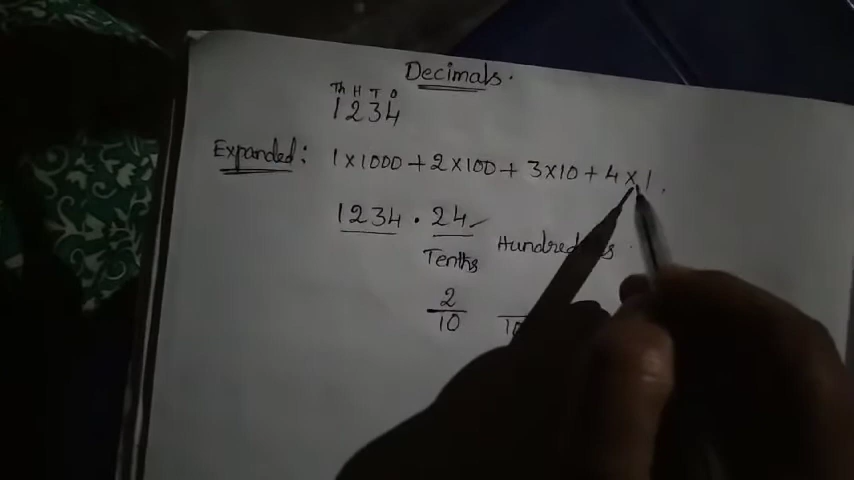 Decimals.
Th H T O
1234
Expanded: 1×1000 + 2×100 + 3×10 + 4×1.
1234 . 24
Tenths
2
10